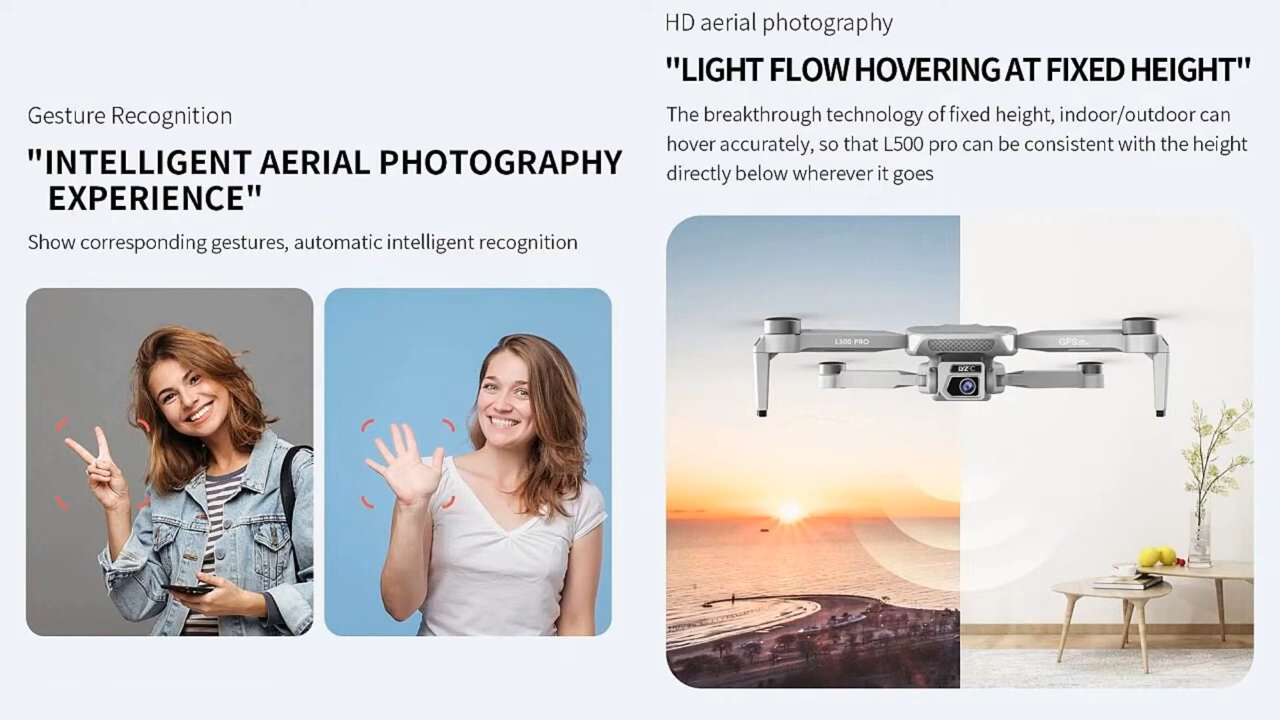 Gesture Recognition
"INTELLIGENT AERIAL PHOTOGRAPHY
EXPERIENCE"
Show corresponding gestures, automatic intelligent recognition
HD aerial photography
"LIGHT FLOW HOVERING AT FIXED HEIGHT"
The breakthrough technology of fixed height, indoor/outdoor can
hover accurately, so that L500 pro can be consistent with the height
directly below wherever it goes
L500 PRO
GPS